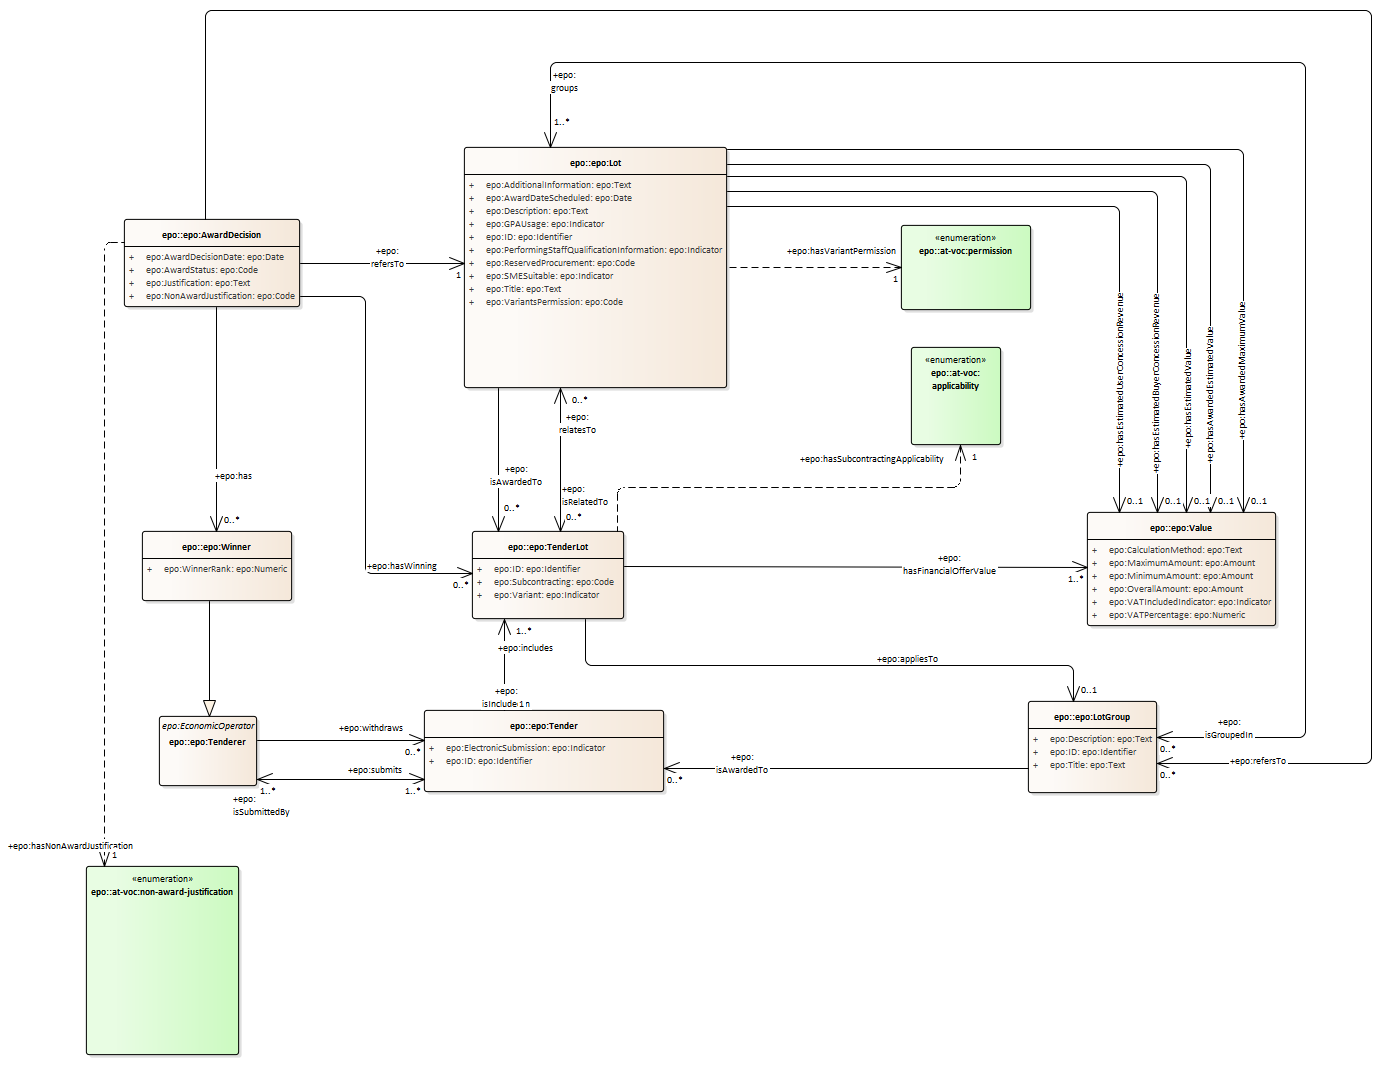 +epo:
groups
1..*
epo::epo:Lot
+ epo:AdditionalInformation: epo:Text
+ epo:AwardDateScheduled: epo:Date
+ epo:Description: epo:Text
+ epo:GPAUsage: epo:Indicator
+ epo:ID: epo:Identifier
+ epo:PerformingStaffQualificationInformation: epo:Indicator
+ epo:ReservedProcurement: epo:Code
+ epo:SMESuitable: epo:Indicator
+ epo:Title: epo:Text
+ epo:VariantsPermission: epo:Code
epo::epo:AwardDecision
+ epo:AwardDecisionDate: epo:Date
+ epo:AwardStatus: epo:Code
+ epo:Justification: epo:Text
+ epo:NonAwardJustification: epo:Code
+epo:
refersTo
1
+epo:hasVariantPermission
1
«enumeration»
epo::at-voc:permission
«enumeration»
epo::at-voc:
applicability
+epo:hasSubcontractingApplicability
1
+epo:hasEstimatedUserConcessionRevenue
+epo:hasEstimatedBuyerConcessionRevenue
+epo:hasEstimatedValue
+epo:hasAwardedEstimatedValue
+epo:hasAwardedMaximumValue
0..1
0..1
0..1
0..1
0..1
0..*
+epo:
relatesTo
+epo:
isAwardedTo
0..*
+epo:
isRelatedTo
0..*
+epo:has
0..*
epo::epo:Winner
+ epo:WinnerRank: epo:Numeric
+epo:hasWinning
0..*
epo::epo:TenderLot
+ epo:ID: epo:Identifier
+ epo:Subcontracting: epo:Code
+ epo:Variant: epo:Indicator
+epo:
hasFinancialOfferValue
1..*
epo::epo:Value
+ epo:CalculationMethod: epo:Text
+ epo:MaximumAmount: epo:Amount
+ epo:MinimumAmount: epo:Amount
+ epo:OverallAmount: epo:Amount
+ epo:VATIncludedIndicator: epo:Indicator
+ epo:VATPercentage: epo:Numeric
1..*
+epo:includes
+epo:
isInclude1n
+epo:appliesTo
0..1
epo:EconomicOperator
epo::epo:Tenderer
+epo:withdraws
0..*
+epo:submits
1..*
1..*
+epo:
isSubmittedBy
epo::epo:Tender
+ epo:ElectronicSubmission: epo:Indicator
+ epo:ID: epo:Identifier
+epo:
isAwardedTo
0..*
epo::epo:LotGroup
+ epo:Description: epo:Text
+ epo:ID: epo:Identifier
+ epo:Title: epo:Text
+epo:
isGroupedIn
0..*
+epo:refersTo
0..*
+epo:hasNonAwardJustification
1
«enumeration»
epo::at-voc:non-award-justification